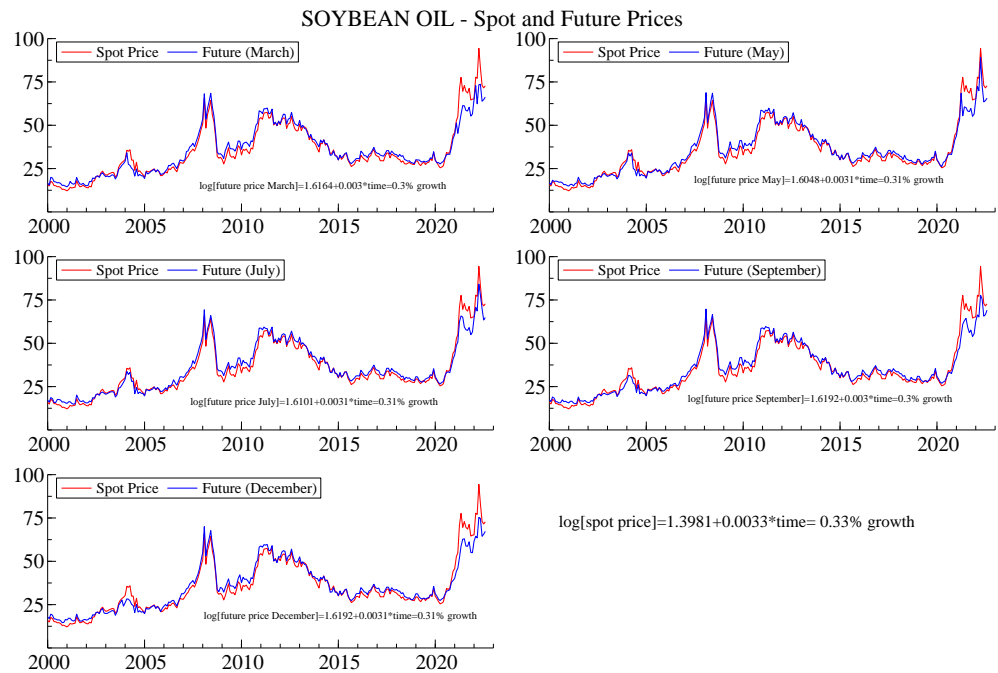 SOYBEAN OIL - Spot and Future Prices
100
75
50
25
Spot Price Future (March)
log[future price March]=1.6164+0.003*time=0.3% growth
2000 2005 2010 2015 2020
100
75
50
25
Spot Price Future (May)
log[future price May]=1.6048+0.0031*time=0.31% growth
2000 2005 2010 2015 2020
100
75
50
25
Spot Price Future (July)
log[future price July]=1.6101+0.0031*time=0.31% growth
2000 2005 2010 2015 2020
100
75
50
25
Spot Price Future (September)
log[future price September]=1.6192+0.003*time=0.3% growth
2000 2005 2010 2015 2020
100
75
50
25
Spot Price Future (December)
log[future price December]=1.6192+0.0031*time=0.31% growth
2000 2005 2010 2015 2020
log[spot price]=1.3981+0.0033*time= 0.33% growth